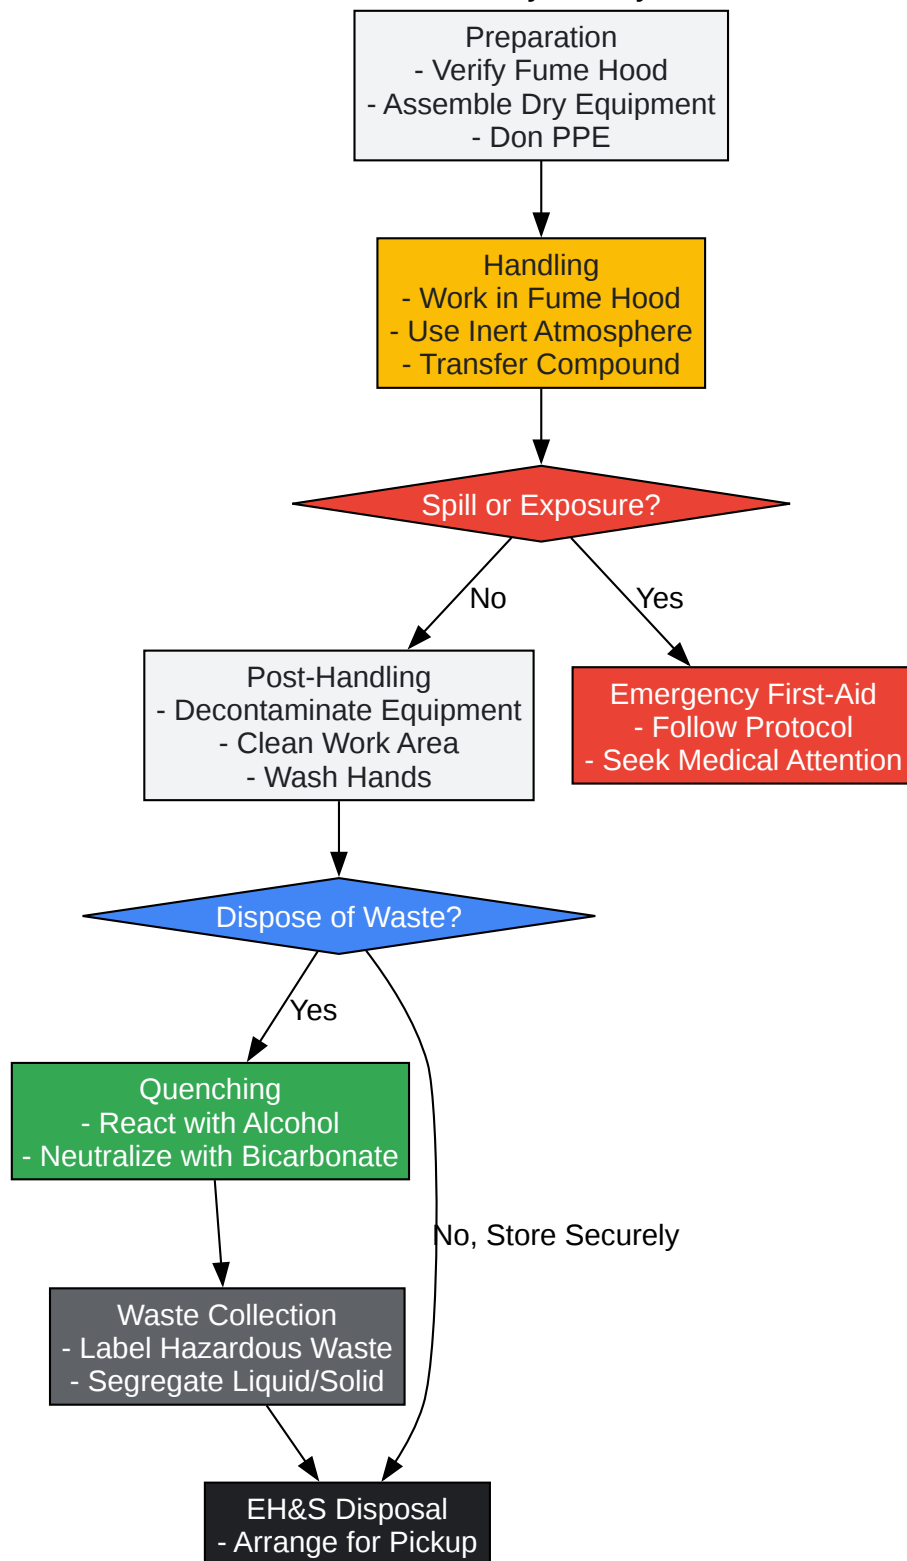 Preparation
- Verify Fume Hood
- Assemble Dry Equipment
- Don PPE
Handling
- Work in Fume Hood
- Use Inert Atmosphere
- Transfer Compound
Spill or Exposure?
No
Yes
Post-Handling
- Decontaminate Equipment
- Clean Work Area
- Wash Hands
Emergency First-Aid
- Follow Protocol
- Seek Medical Attention
Dispose of Waste?
Yes
Quenching
- React with Alcohol
- Neutralize with Bicarbonate
No, Store Securely
Waste Collection
- Label Hazardous Waste
- Segregate Liquid/Solid
EH&S Disposal
- Arrange for Pickup